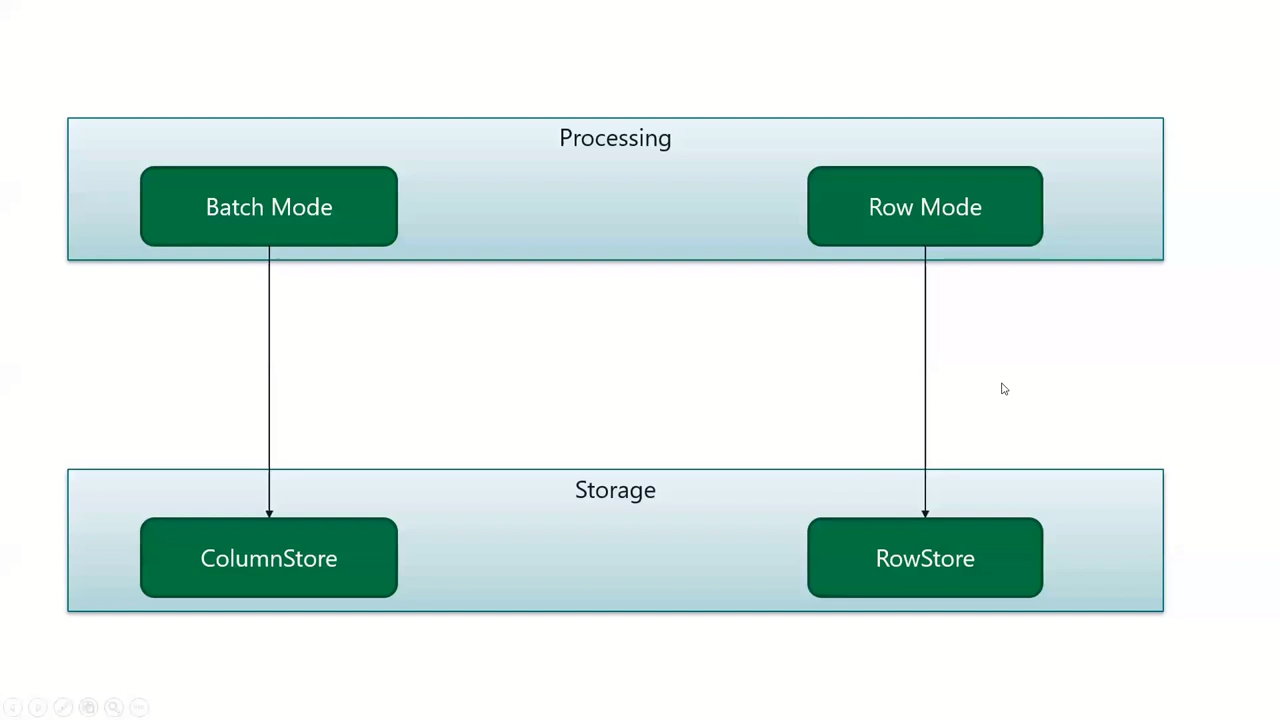 Processing
Batch Mode
Row Mode
Storage
ColumnStore
RowStore